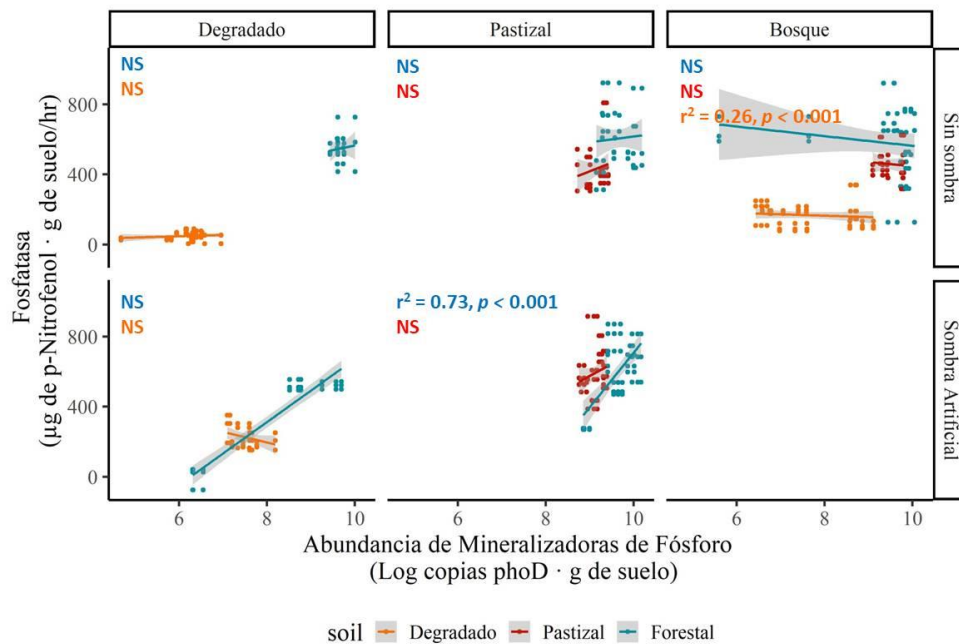 Degradado
Pastizal
Bosque
NS
NS
NS
NS
NS
NS
r² = 0.26, p < 0.001
Sin sombra
800
400
0
NS
NS
r² = 0.73, p < 0.001
NS
Sombra Artificial
800
400
0
Fosfatasa
(µg de p-Nitrofenol · g de suelo/hr)
6 8 10
6 8 10
6 8 10
Abundancia de Mineralizadoras de Fósforo
(Log copias phoD · g de suelo)
soil Degradado Pastizal Forestal